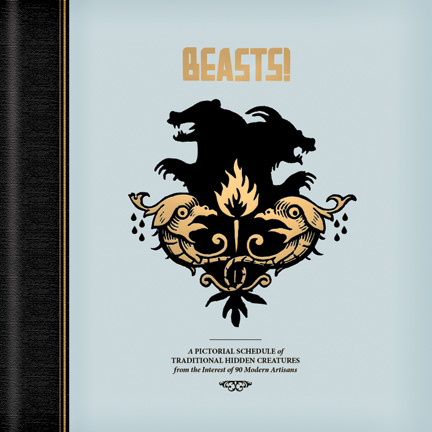 BEASTS!
A PICTORIAL SCHEDULE of
TRADITIONAL HIDDEN CREATURES
from the Interest of 90 Modern Artisans